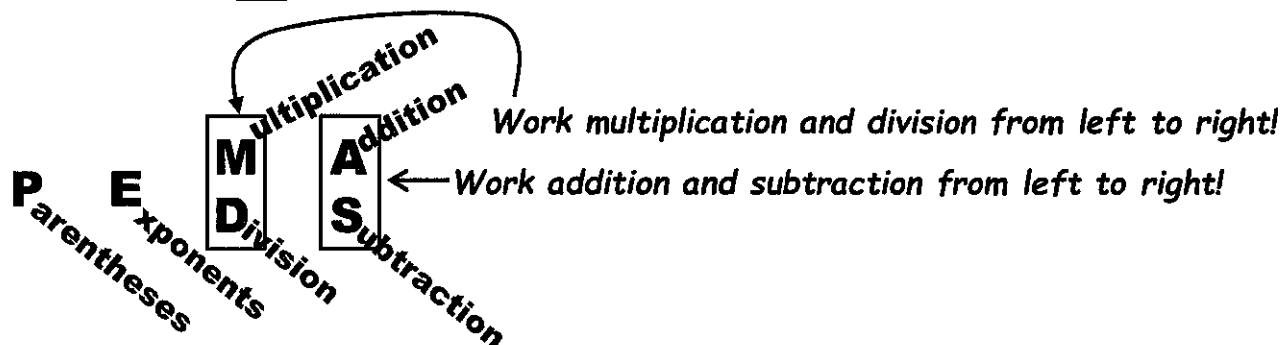 Parentheses
Exponents
Multiplication
Division
Addition
Subtraction
Work multiplication and division from left to right!
Work addition and subtraction from left to right!